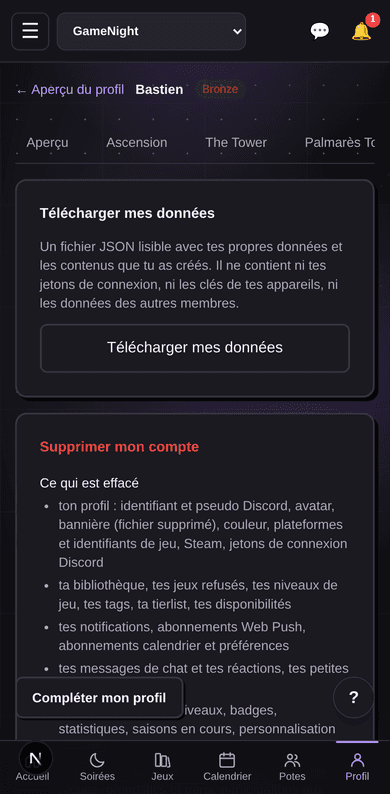 GameNight
1
← Aperçu du profil Bastien Bronze
Aperçu Ascension The Tower Palmarès To
Télécharger mes données
Un fichier JSON lisible avec tes propres données et
les contenus que tu as créés. Il ne contient ni tes
jetons de connexion, ni les clés de tes appareils, ni
les données des autres membres.
Télécharger mes données
Supprimer mon compte
Ce qui est effacé
• ton profil : identifiant et pseudo Discord, avatar,
bannière (fichier supprimé), couleur, plateformes
et identifiants de jeu, Steam, jetons de connexion
Discord
• ta bibliothèque, tes jeux refusés, tes niveaux de
jeu, tes tags, ta tierlist, tes disponibilités
• tes notifications, abonnements Web Push,
abonnements calendrier et préférences
• tes messages de chat et tes réactions, tes petites
Compléter mon profil
?
iveaux, badges,
statistiques, saisons en cours, personnalisation
N
Accueil Soirées Jeux Calendrier Potes Profil